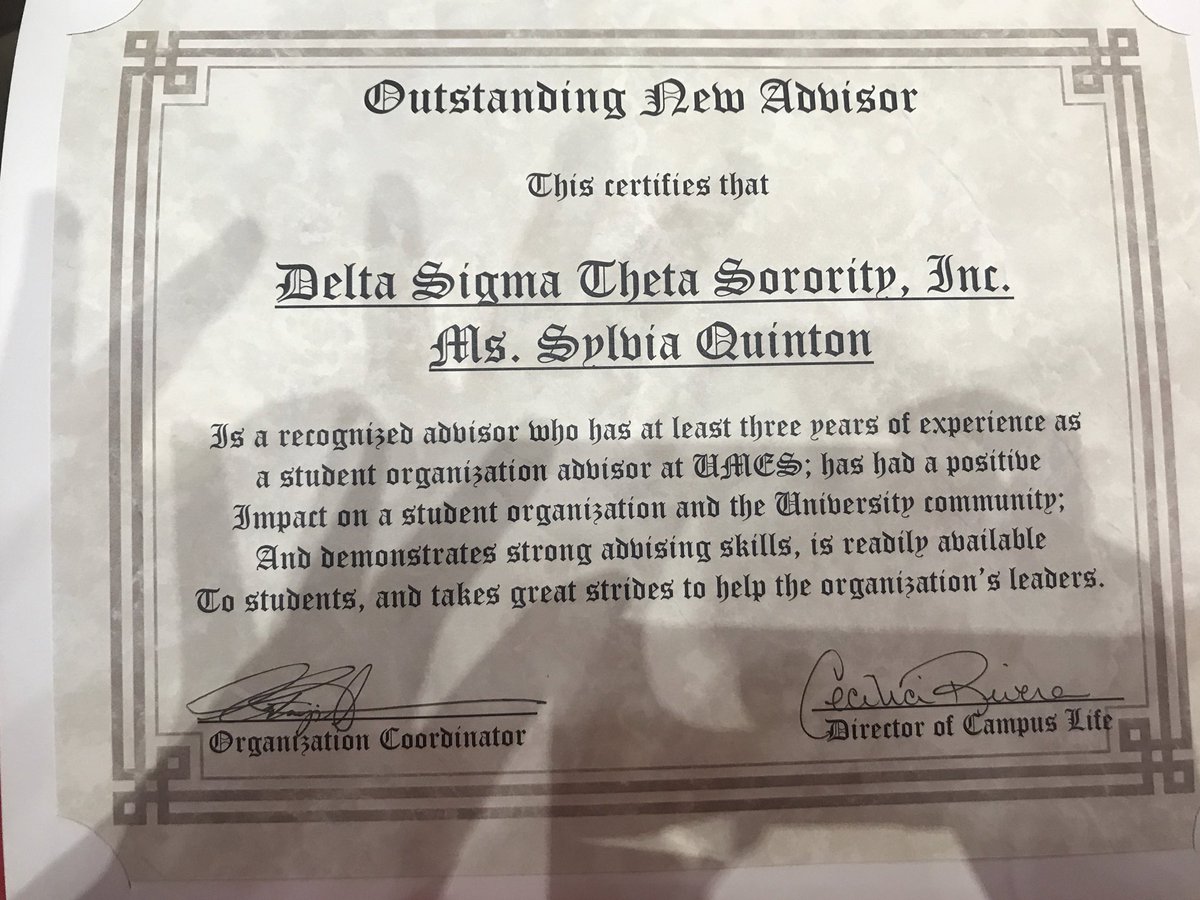 Outstanding New Advisor
This certifies that
Delta Sigma Theta Sorority, Inc.
Ms. Sylvia Quinton
Is a recognized advisor who has at least three years of experience as
a student organization advisor at UMES; has had a positive
Impact on a student organization and the University community;
And demonstrates strong advising skills, is readily available
To students, and takes great strides to help the organization's leaders.
Cecilia Rivera
Organization Coordinator
Director of Campus Life